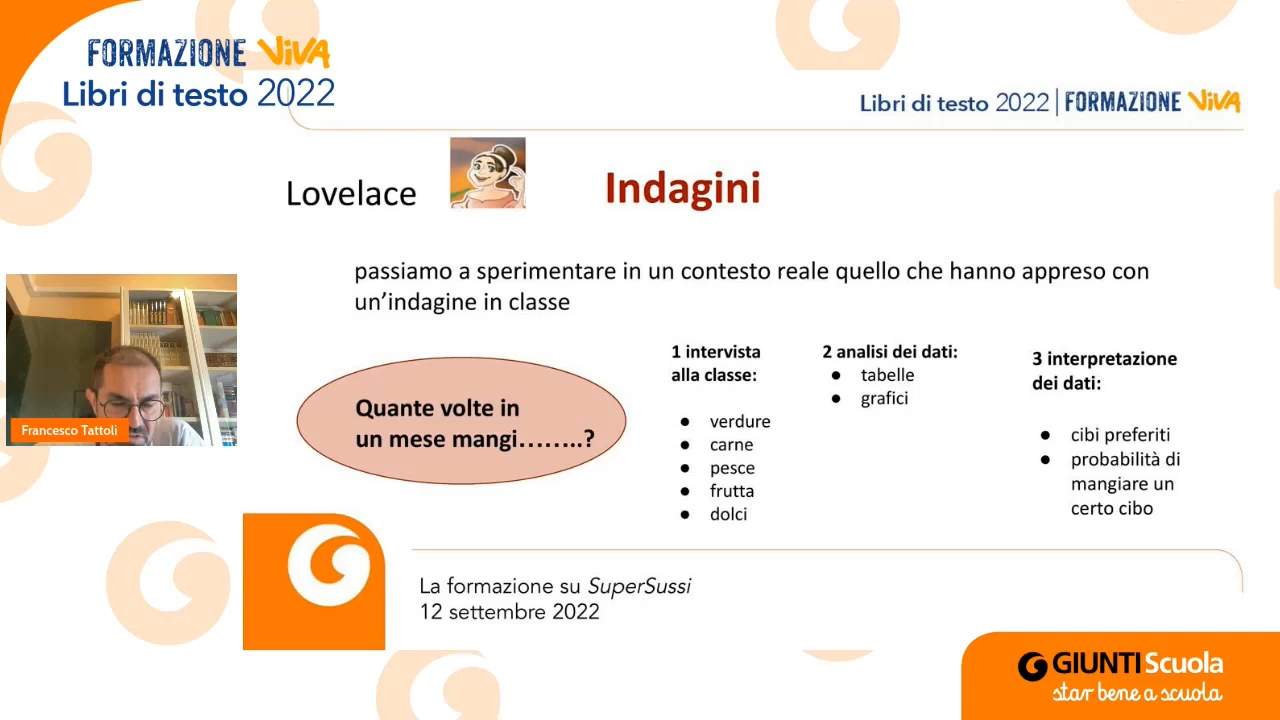 FORMAZIONE VIVA
Libri di testo 2022
Libri di testo 2022 | FORMAZIONE VIVA
Lovelace
Indagini
passiamo a sperimentare in un contesto reale quello che hanno appreso con
un'indagine in classe
Quante volte in
un mese mangi……..?
1 intervista
alla classe:
● verdure
● carne
● pesce
● frutta
● dolci
2 analisi dei dati:
● tabelle
● grafici
3 interpretazione
dei dati:
● cibi preferiti
● probabilità di
mangiare un
certo cibo
Francesco Tattoli
La formazione su SuperSussi
12 settembre 2022
GIUNTI Scuola
star bene a scuola